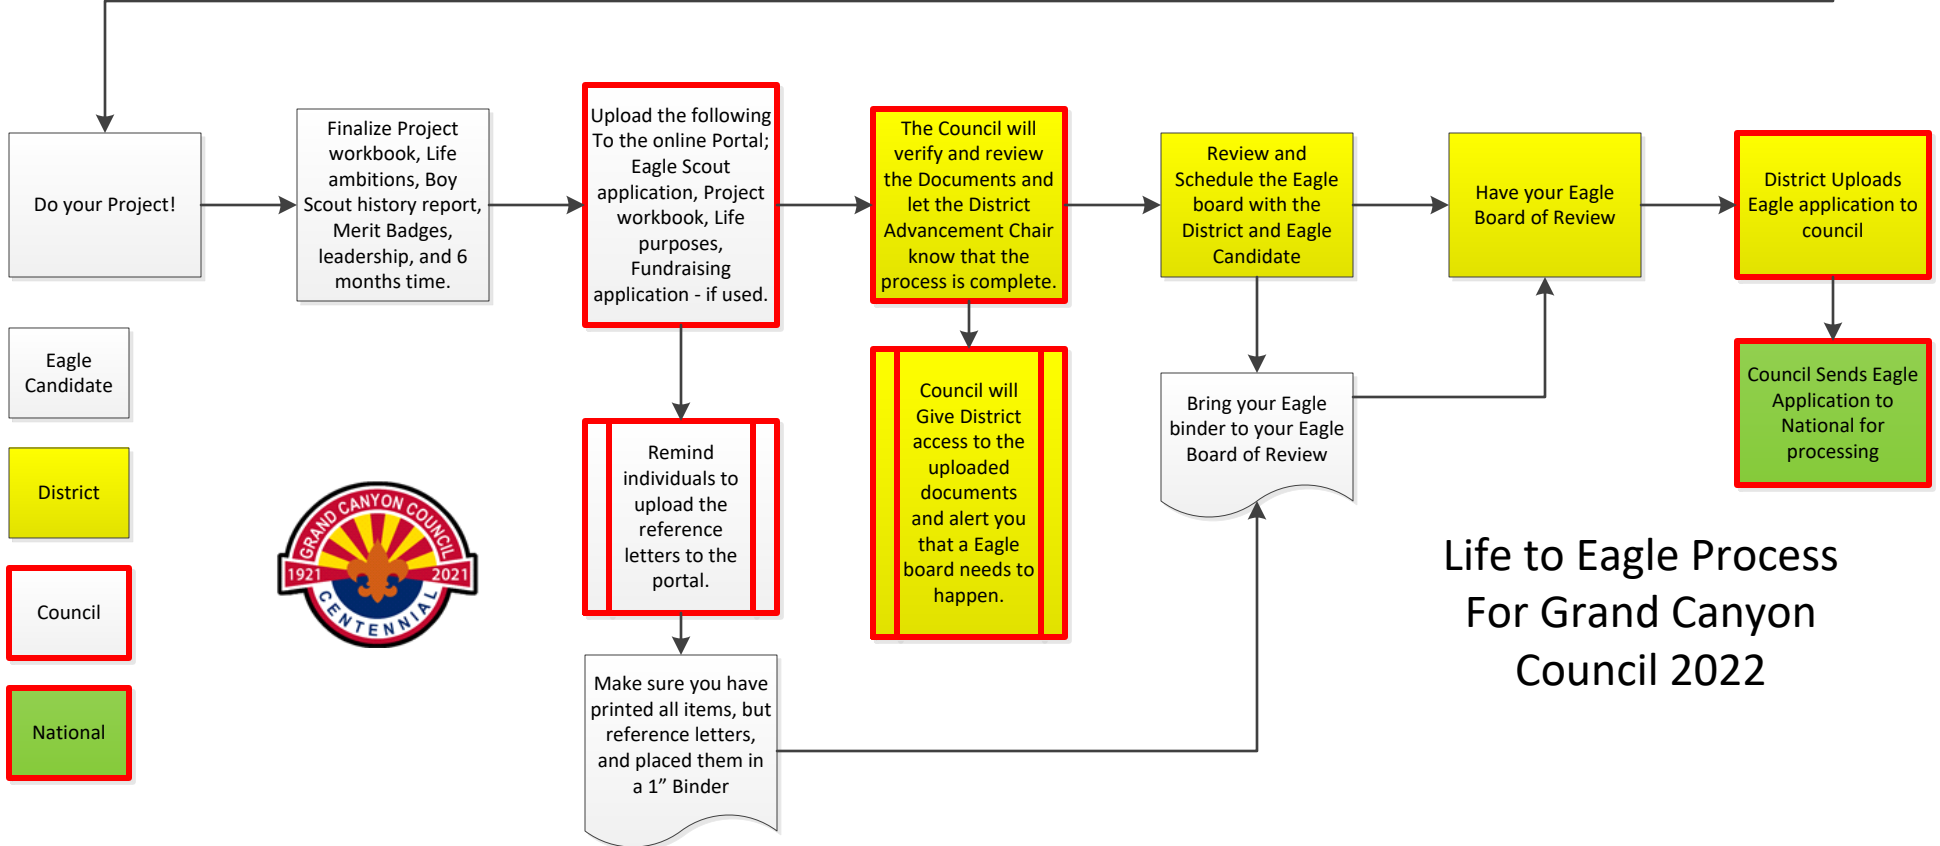 Do your Project!
Finalize Project
workbook, Life
ambitions, Boy
Scout history report,
Merit Badges,
leadership, and 6
months time.
Upload the following
To the online Portal;
Eagle Scout
application, Project
workbook, Life
purposes,
Fundraising
application - if used.
The Council will
verify and review
the Documents and
let the District
Advancement Chair
know that the
process is complete.
Review and
Schedule the Eagle
board with the
District and Eagle
Candidate
Have your Eagle
Board of Review
District Uploads
Eagle application to
council
Eagle
Candidate
District
Council
National
GRAND CANYON COUNCIL
1921 2021
CENTENNIAL
Remind
individuals to
upload the
reference
letters to the
portal.
Council will
Give District
access to the
uploaded
documents
and alert you
that a Eagle
board needs to
happen.
Bring your Eagle
binder to your Eagle
Board of Review
Council Sends Eagle
Application to
National for
processing
Make sure you have
printed all items, but
reference letters,
and placed them in
a 1” Binder
Life to Eagle Process
For Grand Canyon
Council 2022